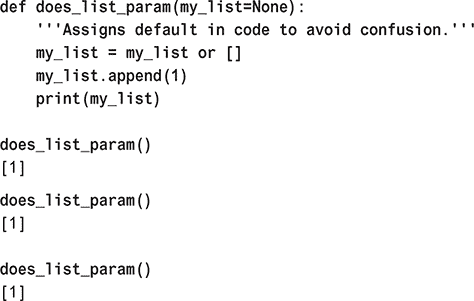 def does_list_param(my_list=None):
    '''Assigns default in code to avoid confusion.'''
    my_list = my_list or []
    my_list.append(1)
    print(my_list)
does_list_param()
[1]
does_list_param()
[1]
does_list_param()
[1]